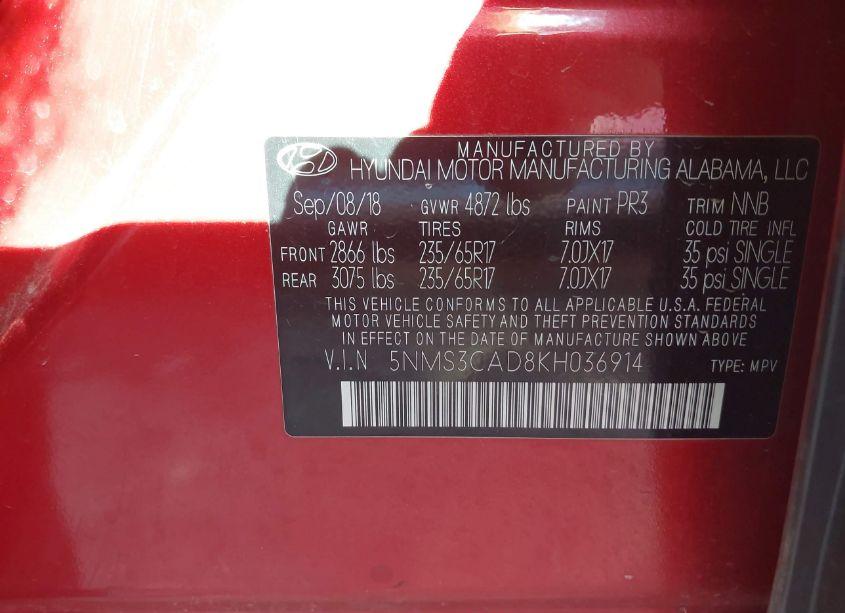 MANUFACTURED BY
HYUNDAI MOTOR MANUFACTURING ALABAMA, LLC
Sep/08/18 GVWR 4872 lbs PAINT PR3 TRIM NNB
GAWR TIRES RIMS COLD TIRE INFL
FRONT 2866 lbs 235/65R17 7.0JX17 35 psi SINGLE
REAR 3075 lbs 235/65R17 7.0JX17 35 psi SINGLE
THIS VEHICLE CONFORMS TO ALL APPLICABLE U.S.A. FEDERAL
MOTOR VEHICLE SAFETY AND THEFT PREVENTION STANDARDS
IN EFFECT ON THE DATE OF MANUFACTURE SHOWN ABOVE
V.I.N 5NMS3CAD8KH036914 TYPE: MPV